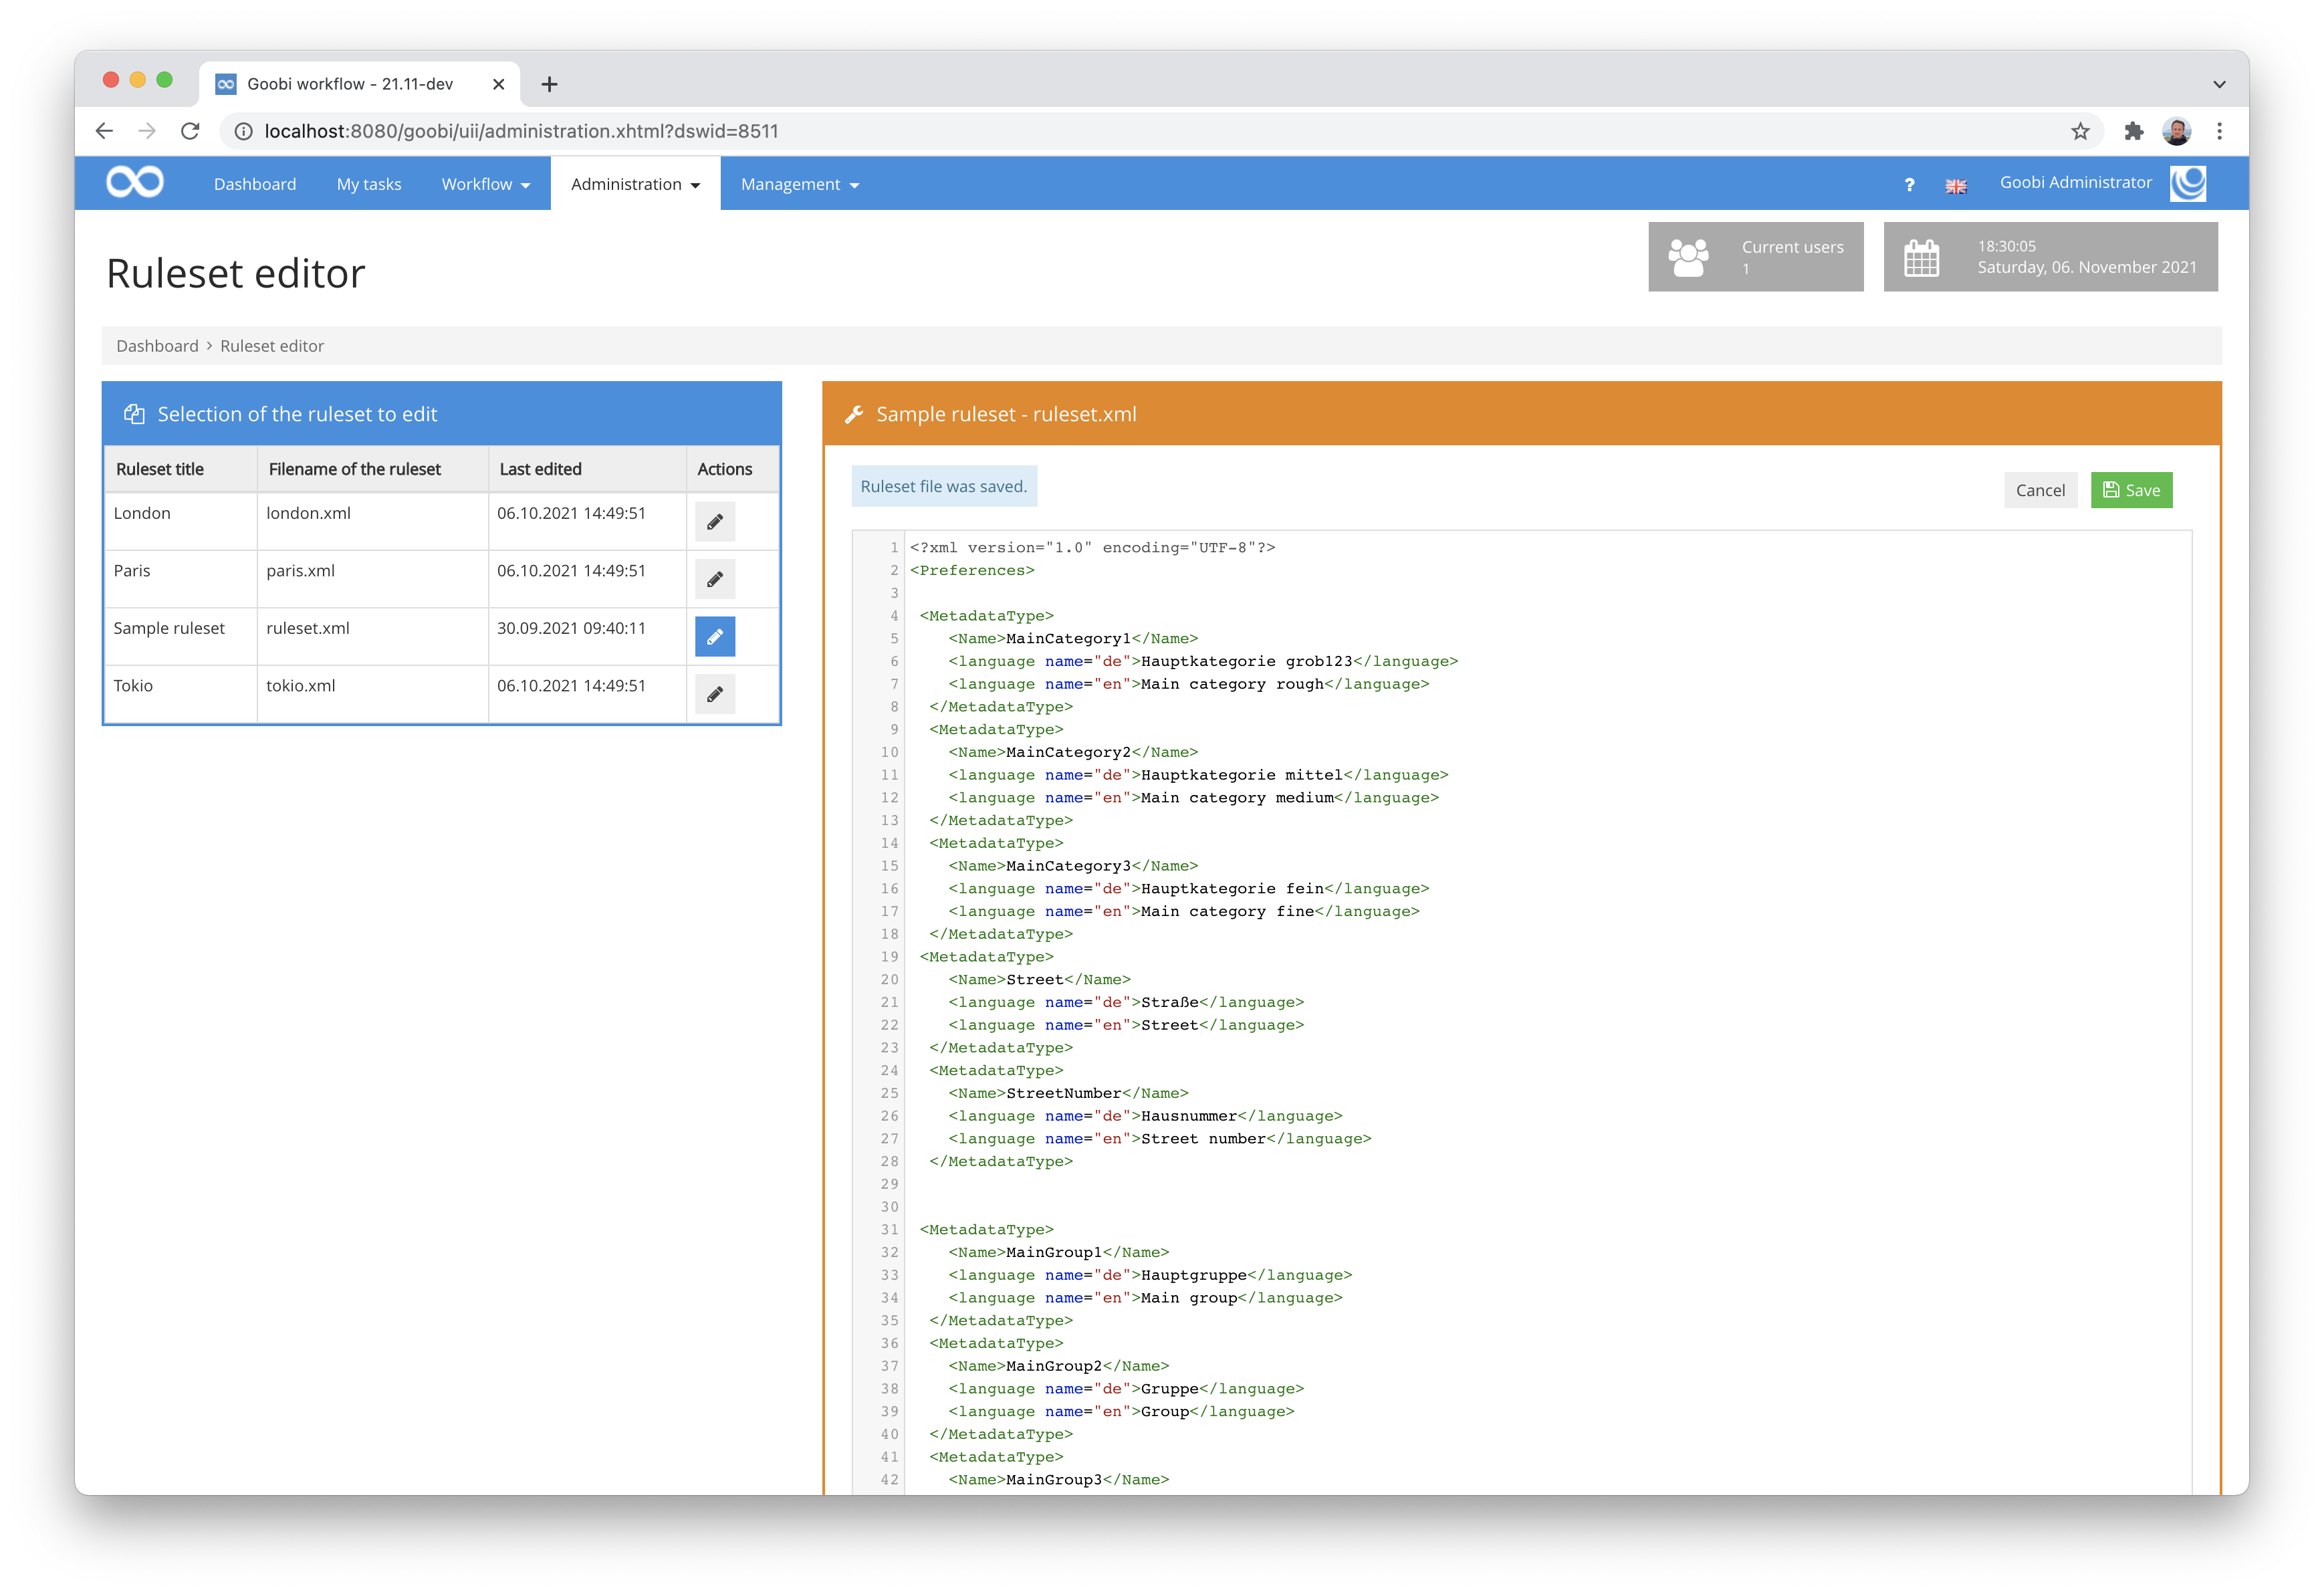 Goobi workflow - 21.11-dev
localhost:8080/goobi/uii/administration.xhtml?dswid=8511
Dashboard My tasks Workflow Administration Management ? Goobi Administrator
Ruleset editor
Current users
1
18:30:05
Saturday, 06. November 2021
Dashboard > Ruleset editor
Selection of the ruleset to edit
Ruleset title Filename of the ruleset Last edited Actions
London london.xml 06.10.2021 14:49:51
Paris paris.xml 06.10.2021 14:49:51
Sample ruleset ruleset.xml 30.09.2021 09:40:11
Tokio tokio.xml 06.10.2021 14:49:51
Sample ruleset - ruleset.xml
Ruleset file was saved.
Cancel Save
1 <?xml version="1.0" encoding="UTF-8"?>
2 <Preferences>
3
4 <MetadataType>
5 <Name>MainCategory1</Name>
6 <language name="de">Hauptkategorie grob123</language>
7 <language name="en">Main category rough</language>
8 </MetadataType>
9 <MetadataType>
10 <Name>MainCategory2</Name>
11 <language name="de">Hauptkategorie mittel</language>
12 <language name="en">Main category medium</language>
13 </MetadataType>
14 <MetadataType>
15 <Name>MainCategory3</Name>
16 <language name="de">Hauptkategorie fein</language>
17 <language name="en">Main category fine</language>
18 </MetadataType>
19 <MetadataType>
20 <Name>Street</Name>
21 <language name="de">Straße</language>
22 <language name="en">Street</language>
23 </MetadataType>
24 <MetadataType>
25 <Name>StreetNumber</Name>
26 <language name="de">Hausnummer</language>
27 <language name="en">Street number</language>
28 </MetadataType>
29
30
31 <MetadataType>
32 <Name>MainGroup1</Name>
33 <language name="de">Hauptgruppe</language>
34 <language name="en">Main group</language>
35 </MetadataType>
36 <MetadataType>
37 <Name>MainGroup2</Name>
38 <language name="de">Gruppe</language>
39 <language name="en">Group</language>
40 </MetadataType>
41 <MetadataType>
42 <Name>MainGroup3</Name>